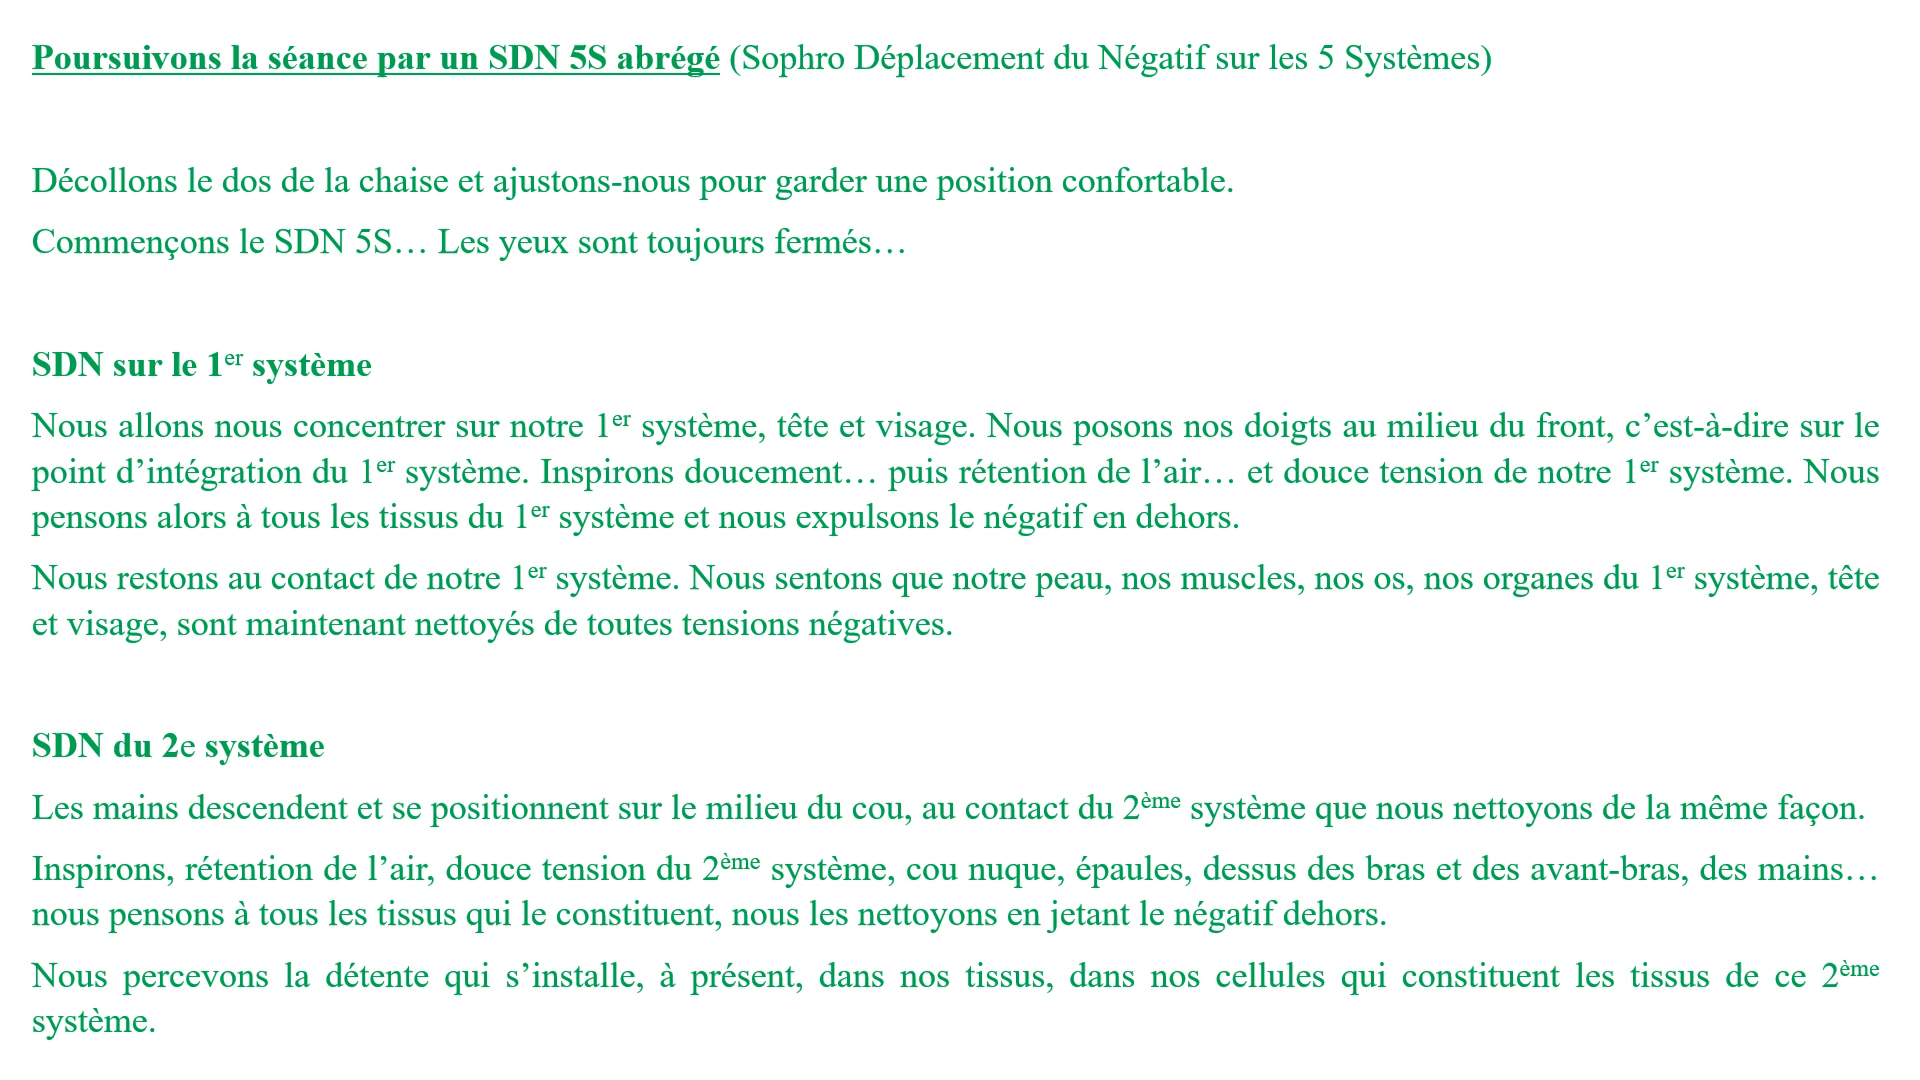 Poursuivons la séance par un SDN 5S abrégé (Sophro Déplacement du Négatif sur les 5 Systèmes)
Décollons le dos de la chaise et ajustons-nous pour garder une position confortable.
Commençons le SDN 5S… Les yeux sont toujours fermés…
SDN sur le 1er système
Nous allons nous concentrer sur notre 1er système, tête et visage. Nous posons nos doigts au milieu du front, c’est-à-dire sur le
point d’intégration du 1er système. Inspirons doucement… puis rétention de l’air… et douce tension de notre 1er système. Nous
pensons alors à tous les tissus du 1er système et nous expulsons le négatif en dehors.
Nous restons au contact de notre 1er système. Nous sentons que notre peau, nos muscles, nos os, nos organes du 1er système, tête
et visage, sont maintenant nettoyés de toutes tensions négatives.
SDN du 2e système
Les mains descendent et se positionnent sur le milieu du cou, au contact du 2ème système que nous nettoyons de la même façon.
Inspirons, rétention de l’air, douce tension du 2ème système, cou nuque, épaules, dessus des bras et des avant-bras, des mains…
nous pensons à tous les tissus qui le constituent, nous les nettoyons en jetant le négatif dehors.
Nous percevons la détente qui s’installe, à présent, dans nos tissus, dans nos cellules qui constituent les tissus de ce 2ème
système.